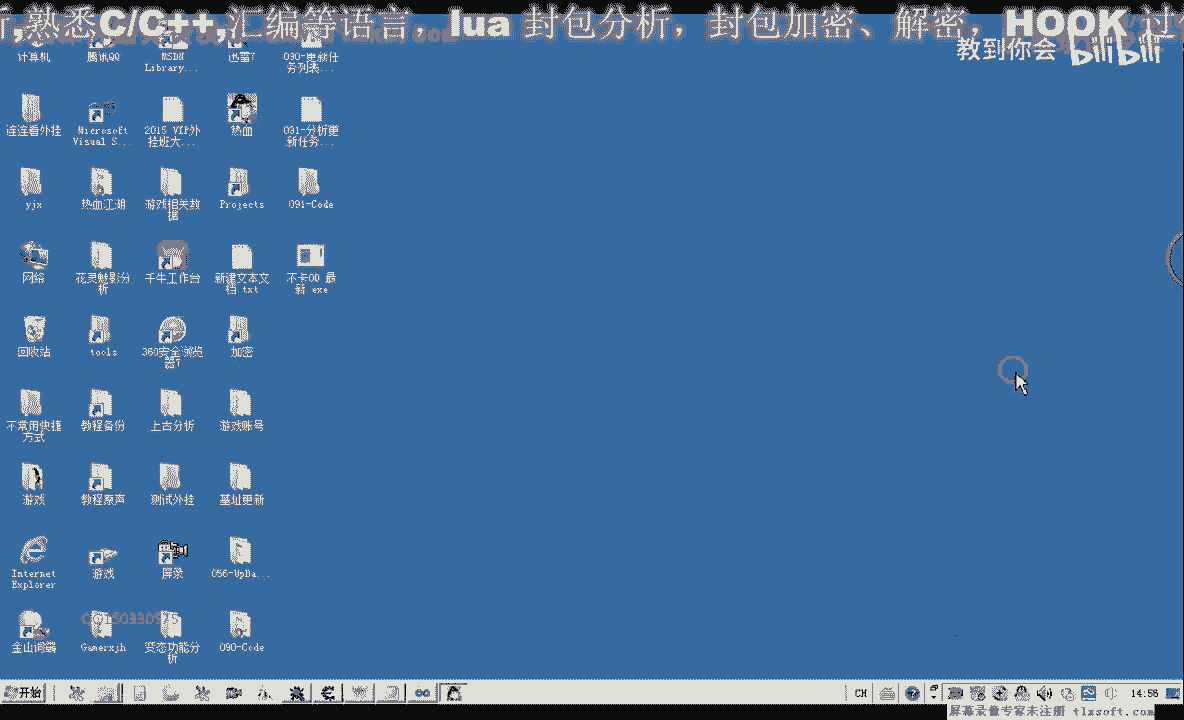 析,熟悉C/C++,汇编等语言，lua 封包分析，封包加密、解密，HOOK 过
教到你会 bilibili
计算机 腾讯QQ MSDN Library... 迅雷7 090-更新任务列表...
连连看外挂 Microsoft Visual S... 2015 VIP外挂班大... 热血 091-分析更新任务...
yjx 热血江湖 游戏相关数据 Projects 091-Code
网络 花灵魅影分析 千牛工作台 新建文本文档.txt 不卡OD 最新.exe
回收站 tools 360安全浏览器7 加密
不常用快捷方式 教程备份 上古分析 游戏账号
游戏 教程原声 测试外挂 基址更新
Internet Explorer 游戏 屏录 056-UpDa...
QQ150330575
金山词霸 Gamerxjh 变态功能分析 090-Code
开始 CH 14:56
屏幕录像专家未注册 tlxsoft.com